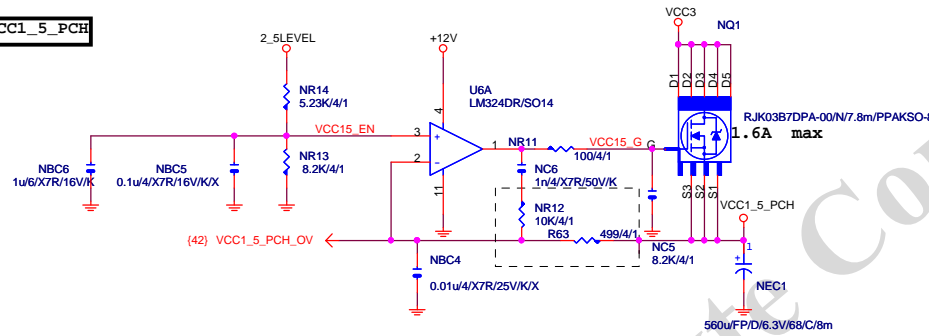 CC1_5_PCH
2_5LEVEL
+12V
VCC3
NQ1
D1
D2
D3
D4
D5
NR14
5.23K/4/1
U6A
LM324DR/SO14
4
RJK03B7DPA-00/N/7.8m/PPAKSO-8
1.6A max
VCC15_EN
3
+
2
-
1
11
NR11
100/4/1
VCC15_G
G
NBC6
1u/6/X7R/16V/K
NBC5
0.1u/4/X7R/16V/K/X
NR13
8.2K/4/1
NC6
1n/4/X7R/50V/K
S3
S2
S1
NR12
10K/4/1
VCC1_5_PCH
{42} VCC1_5_PCH_OV
R63
499/4/1
NC5
8.2K/4/1
1
+
NBC4
0.01u/4/X7R/25V/K/X
NEC1
560u/FP/D/6.3V/68/C/8m